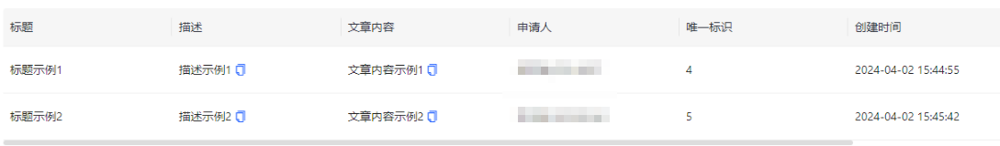 标题 描述 文章内容 申请人 唯一标识 创建时间
标题示例1 描述示例1 文章内容示例1 4 2024-04-02 15:44:55
标题示例2 描述示例2 文章内容示例2 5 2024-04-02 15:45:42